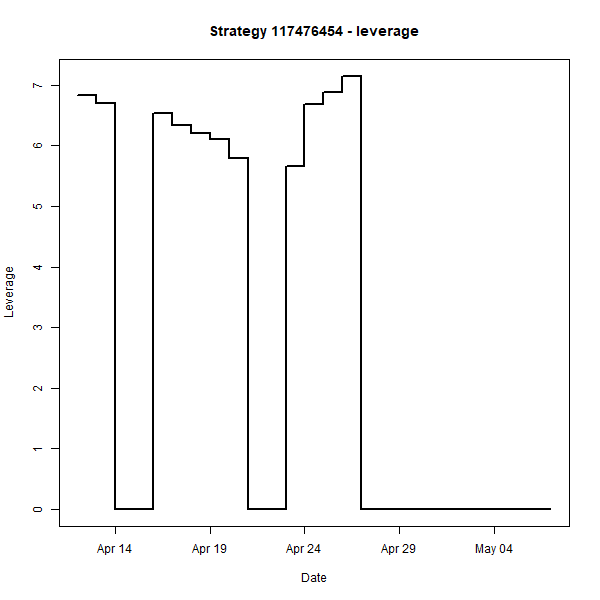 Strategy 117476454 - leverage
7
6
5
4
3
2
1
0
Leverage
Apr 14
Apr 19
Apr 24
Apr 29
May 04
Date